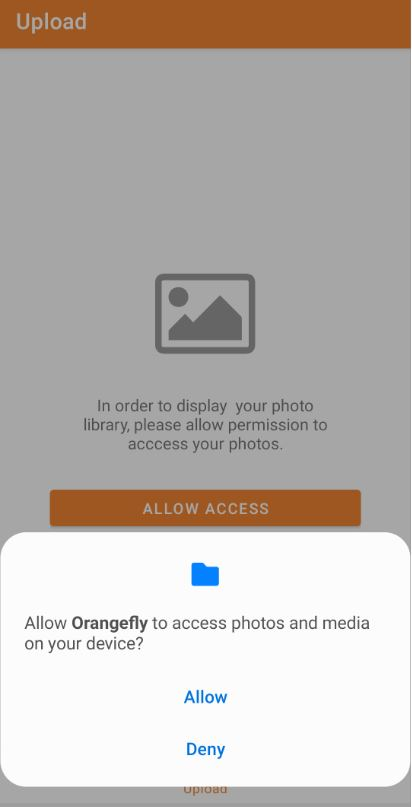 Upload
In order to display your photo
library, please allow permission to
acccess your photos.
ALLOW ACCESS
Allow Orangefly to access photos and media
on your device?
Allow
Deny
Upload